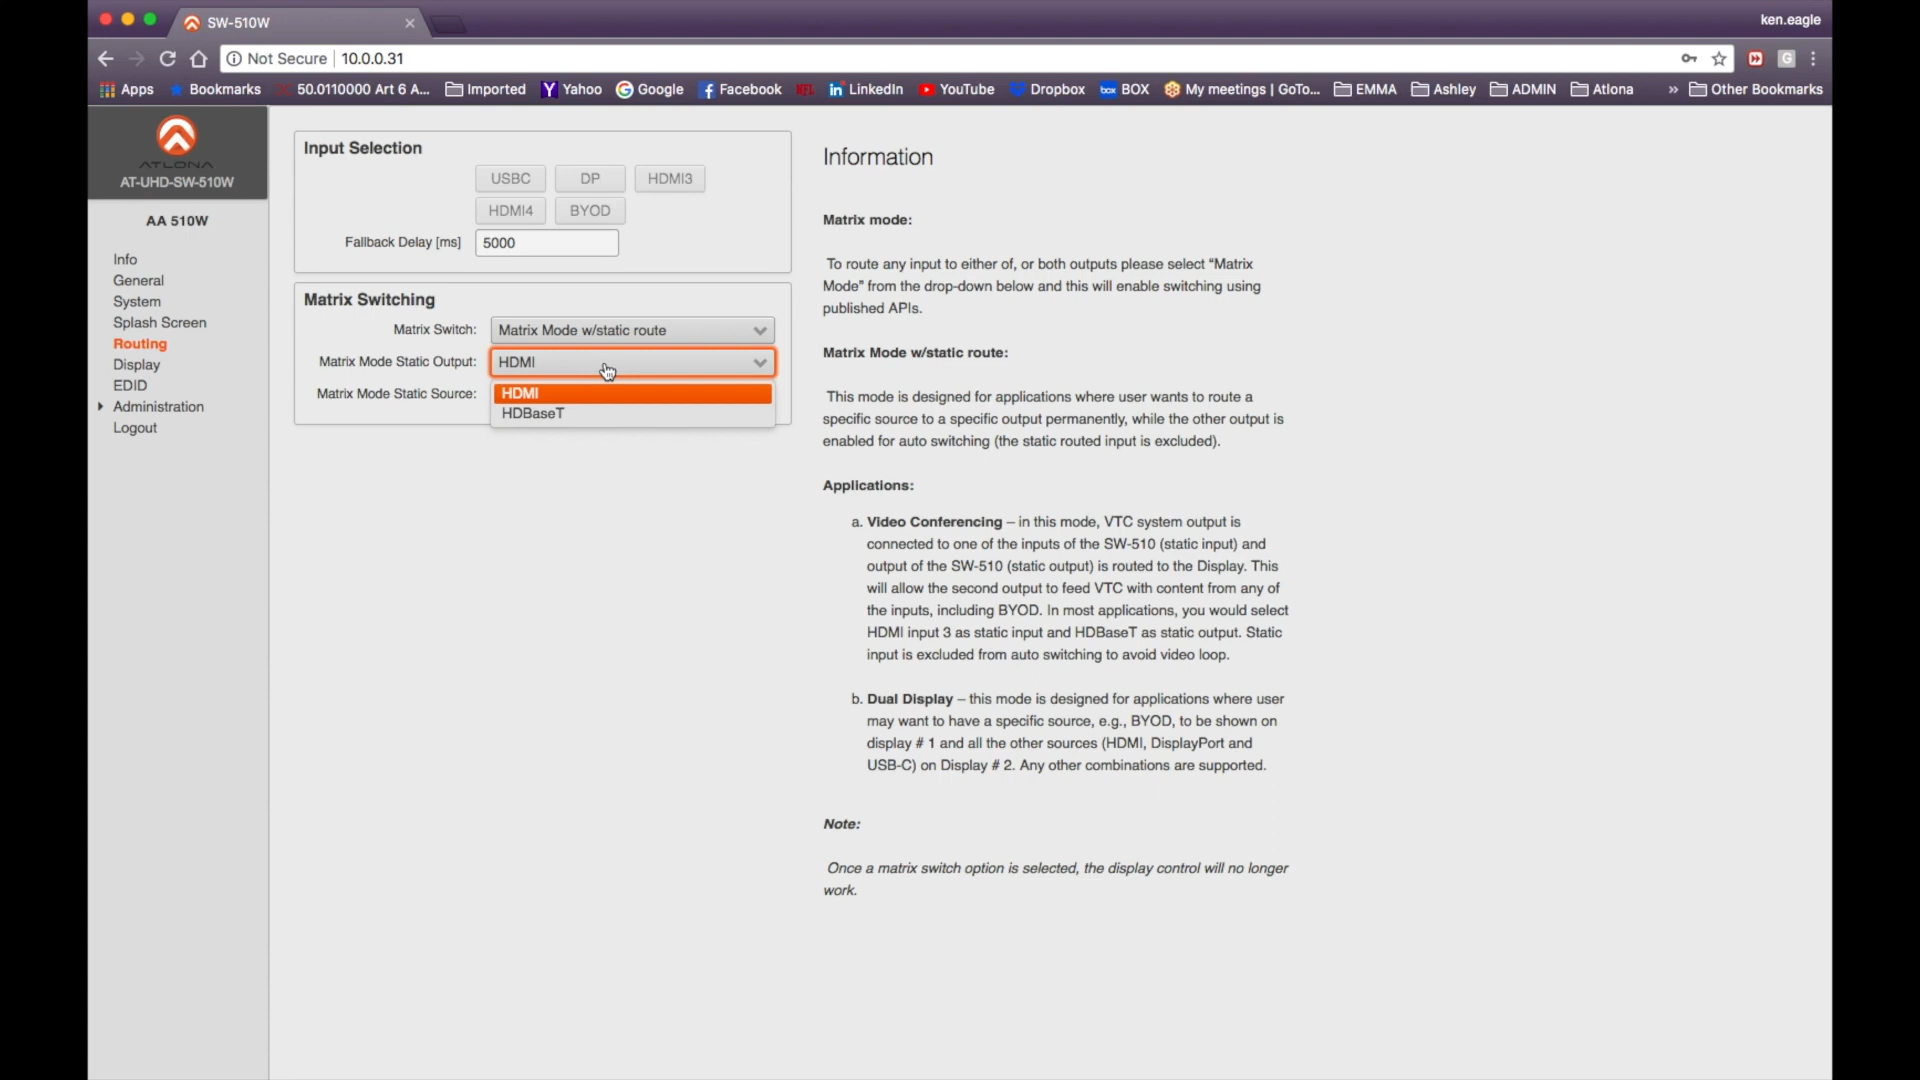 SW-510W
ken.eagle
Not Secure
10.0.0.31
Apps
Bookmarks
50.0110000 Art 6 A...
Imported
Yahoo
Google
Facebook
NFL
LinkedIn
YouTube
Dropbox
box BOX
My meetings | GoTo...
EMMA
Ashley
ADMIN
Atlona
»
Other Bookmarks
ATLONA
AT-UHD-SW-510W
AA 510W
Info
General
System
Splash Screen
Routing
Display
EDID
Administration
Logout
Input Selection
USBC
DP
HDMI3
HDMI4
BYOD
Fallback Delay [ms]
5000
Matrix Switching
Matrix Switch:
Matrix Mode w/static route
Matrix Mode Static Output:
HDMI
Matrix Mode Static Source:
HDMI
HDBaseT
Information
Matrix mode:
To route any input to either of, or both outputs please select “Matrix
Mode” from the drop-down below and this will enable switching using
published APIs.
Matrix Mode w/static route:
This mode is designed for applications where user wants to route a
specific source to a specific output permanently, while the other output is
enabled for auto switching (the static routed input is excluded).
Applications:
a. Video Conferencing – in this mode, VTC system output is
connected to one of the inputs of the SW-510 (static input) and
output of the SW-510 (static output) is routed to the Display. This
will allow the second output to feed VTC with content from any of
the inputs, including BYOD. In most applications, you would select
HDMI input 3 as static input and HDBaseT as static output. Static
input is excluded from auto switching to avoid video loop.
b. Dual Display – this mode is designed for applications where user
may want to have a specific source, e.g., BYOD, to be shown on
display # 1 and all the other sources (HDMI, DisplayPort and
USB-C) on Display # 2. Any other combinations are supported.
Note:
Once a matrix switch option is selected, the display control will no longer
work.